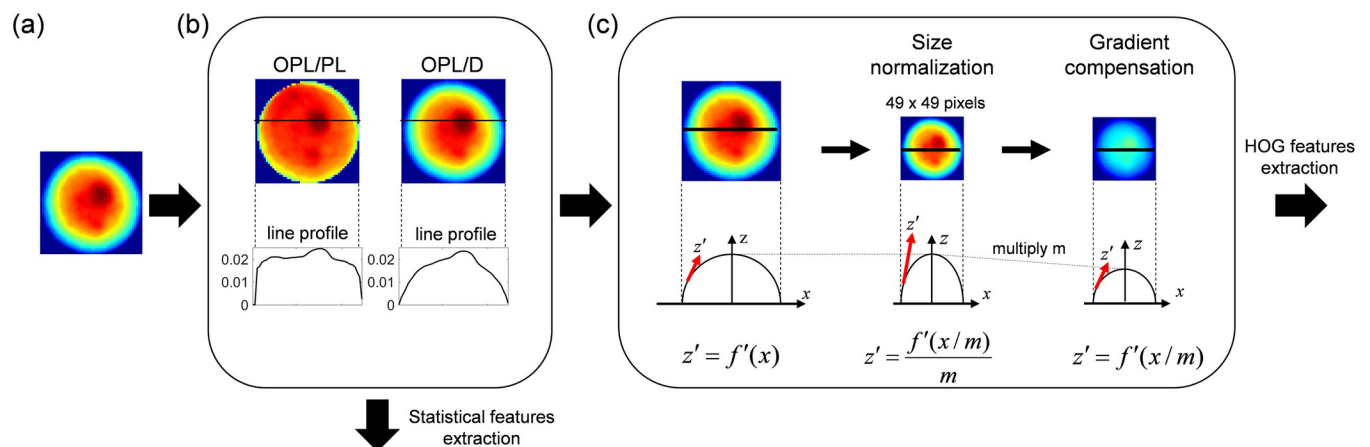 (a)
(b)
OPL/PL
OPL/D
line profile
line profile
0.02
0.01
0
0.02
0.01
0
Statistical features
extraction
(c)
Size
normalization
Gradient
compensation
49 x 49 pixels
z'
z
x
z'
z
x
multiply m
z'
z
x
z' = f'(x)
z' = f'(x/m)/m
z' = f'(x/m)
HOG features
extraction